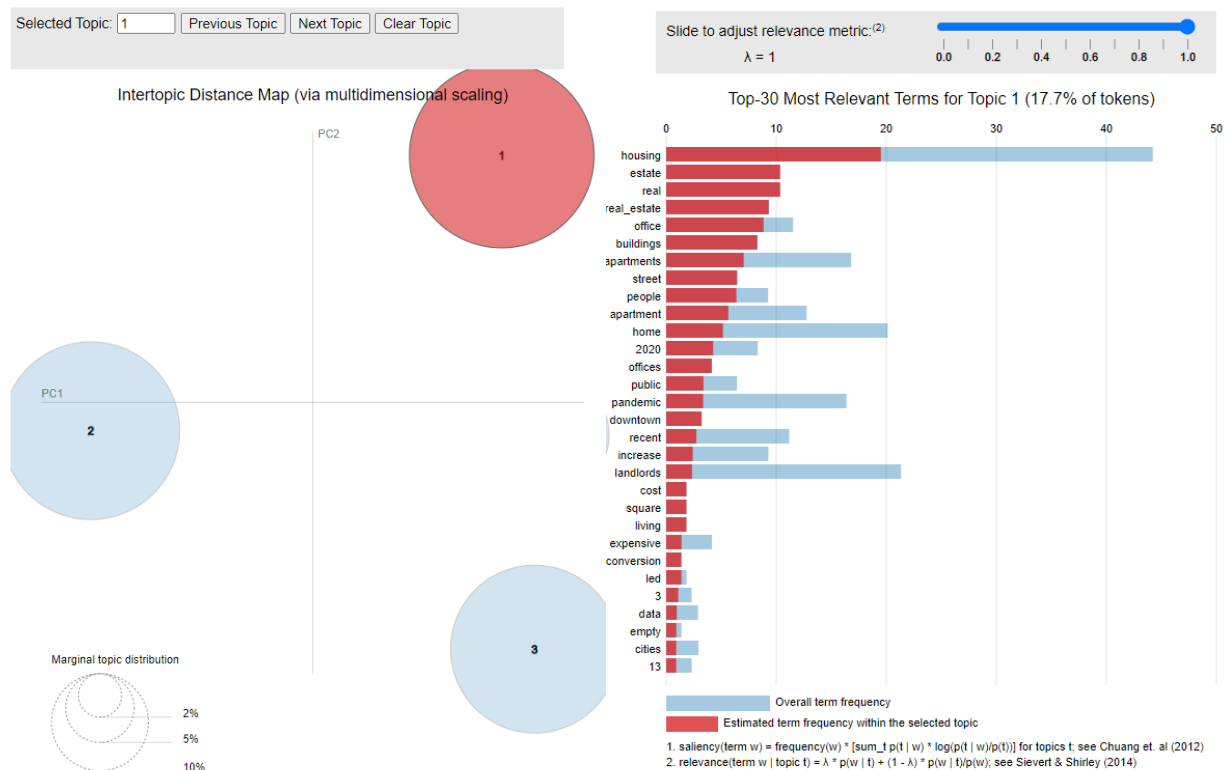 Selected Topic: 1 Previous Topic Next Topic Clear Topic
Slide to adjust relevance metric:(2)
λ = 1
0.0 0.2 0.4 0.6 0.8 1.0
Intertopic Distance Map (via multidimensional scaling)
PC2
PC1
1
2
3
Marginal topic distribution
2%
5%
10%
Top-30 Most Relevant Terms for Topic 1 (17.7% of tokens)
0 10 20 30 40 50
housing
estate
real
real_estate
office
buildings
apartments
street
people
apartment
home
2020
offices
public
pandemic
downtown
recent
increase
landlords
cost
square
living
expensive
conversion
led
3
data
empty
cities
13
Overall term frequency
Estimated term frequency within the selected topic
1. saliency(term w) = frequency(w) * [sum_t p(t | w) * log(p(t | w)/p(t))] for topics t; see Chuang et. al (2012)
2. relevance(term w | topic t) = λ * p(w | t) + (1 - λ) * p(w | t)/p(w); see Sievert & Shirley (2014)